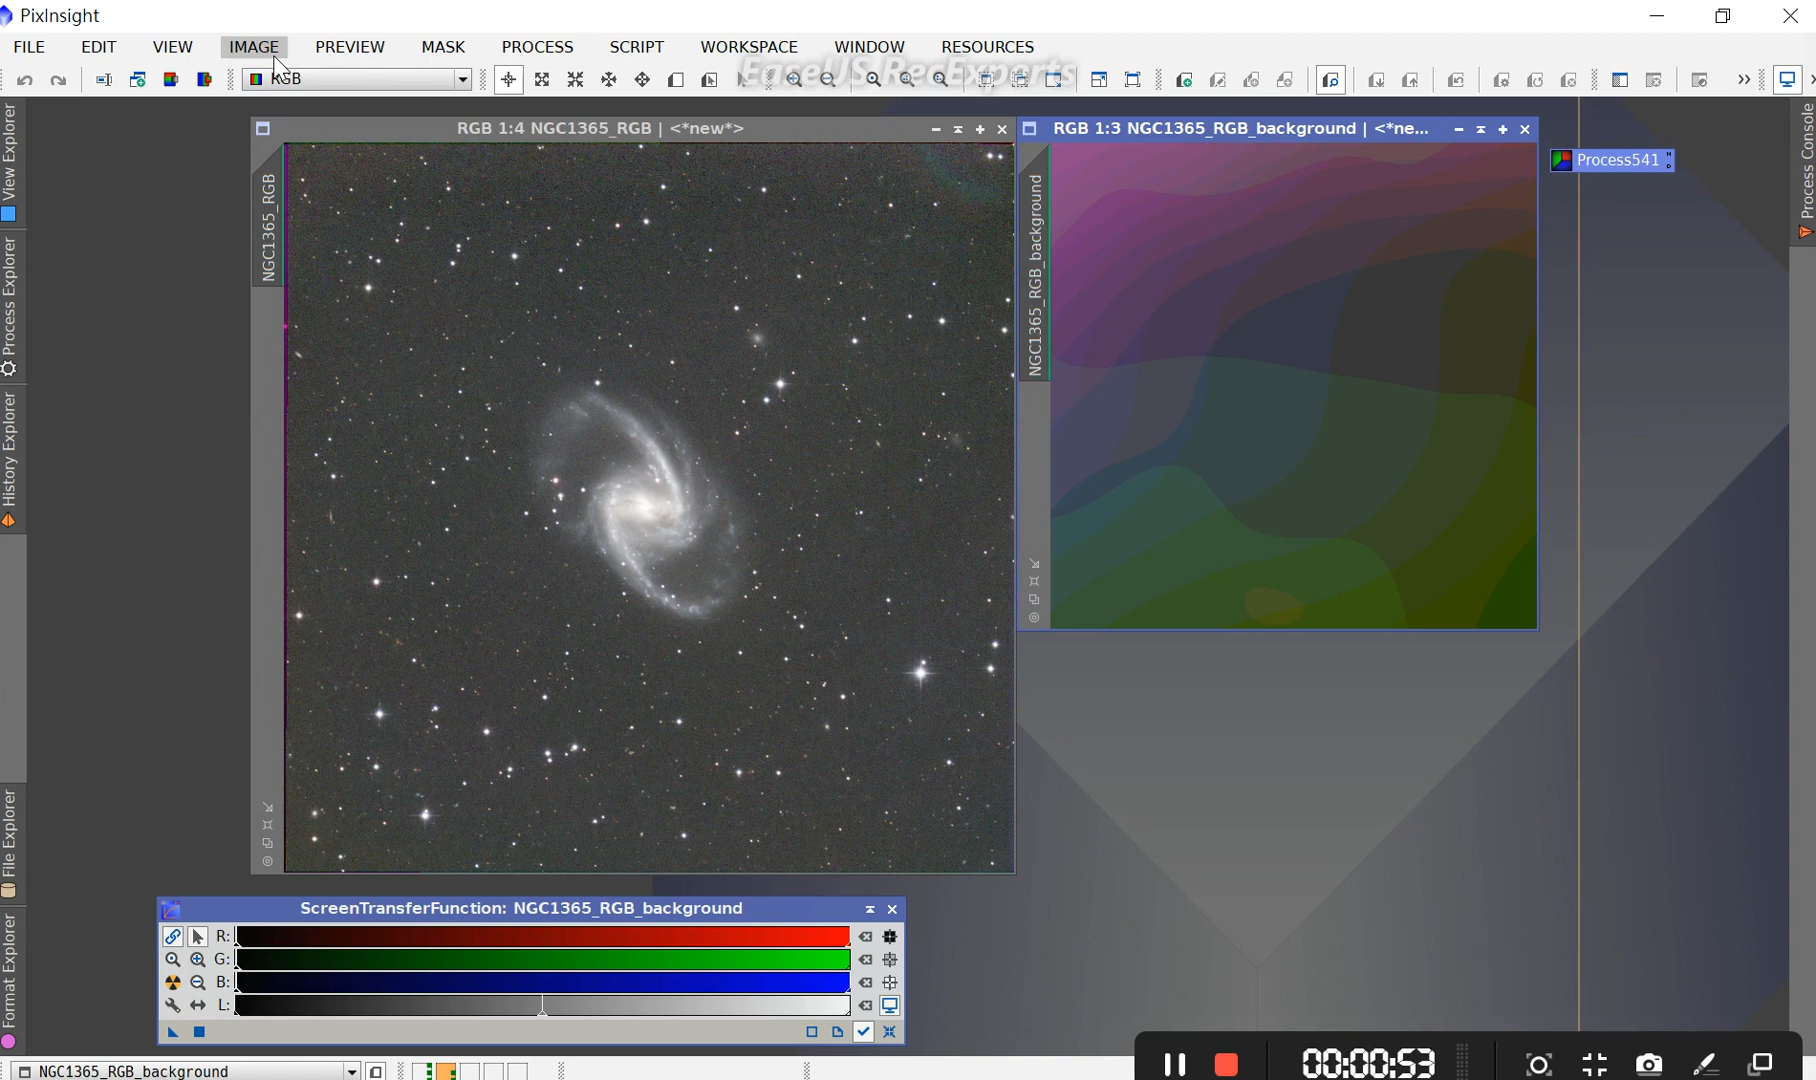 PixInsight
FILE EDIT VIEW IMAGE PREVIEW MASK PROCESS SCRIPT WORKSPACE WINDOW RESOURCES
RGB
EaseUS RecExperts
RGB 1:4 NGC1365_RGB | <*new*>
RGB 1:3 NGC1365_RGB_background | <*ne...
Process541
N
D
View Explorer
Process Explorer
History Explorer
File Explorer
Format Explorer
Process Console
NGC1365_RGB
NGC1365_RGB_background
ScreenTransferFunction: NGC1365_RGB_background
R:
G:
B:
L:
NGC1365_RGB_background
00:00:53